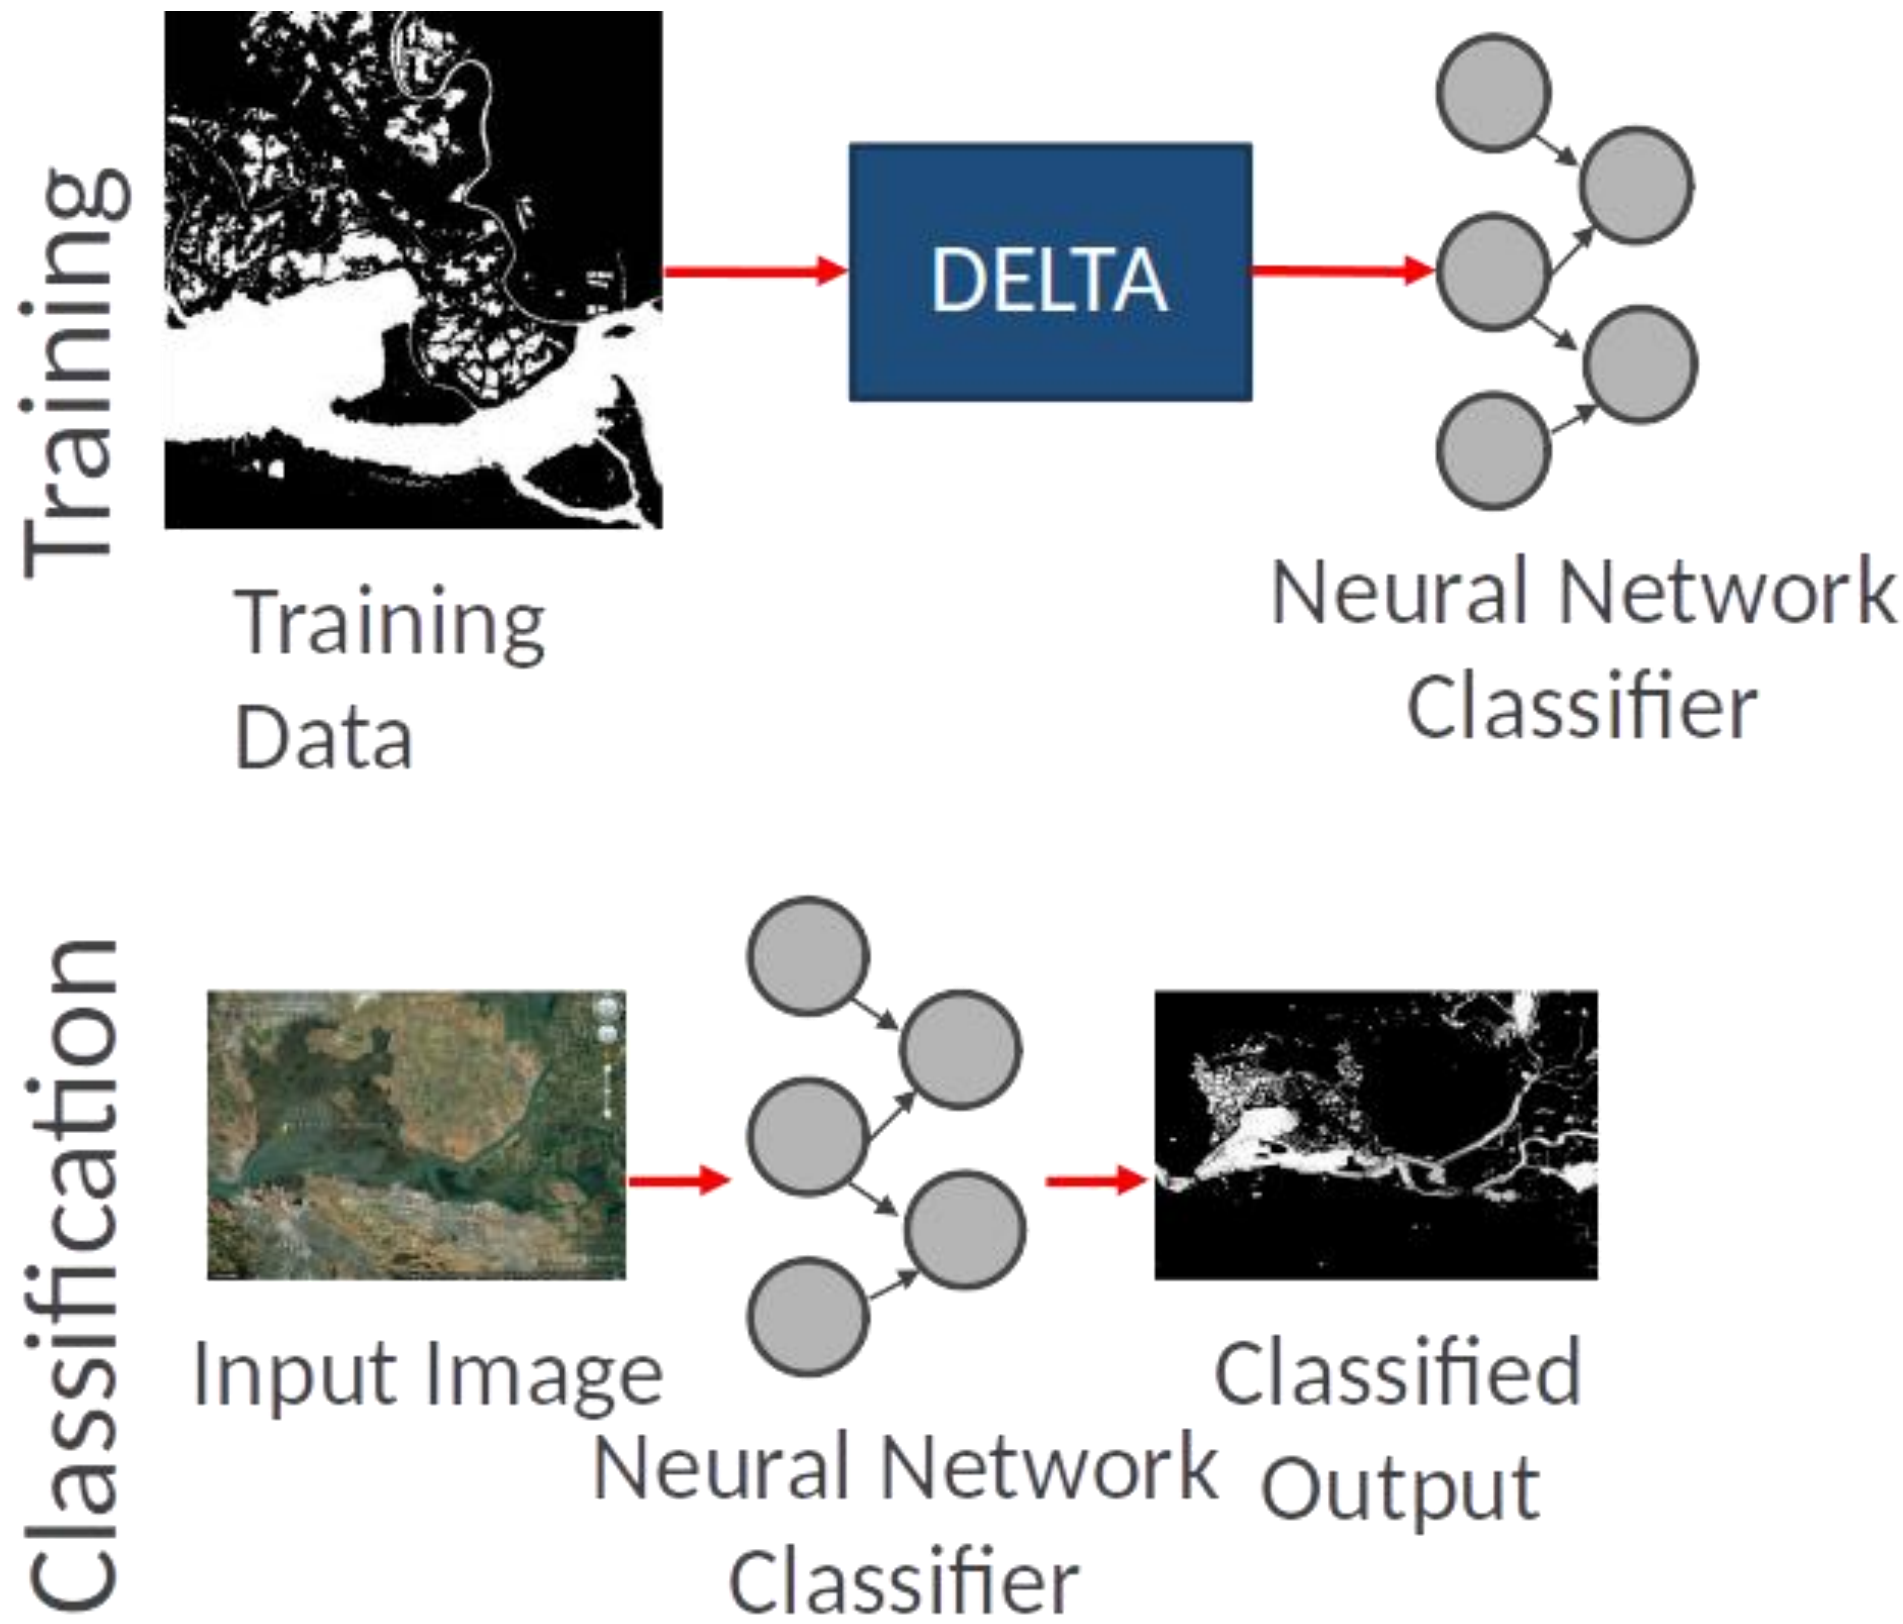 Training
DELTA
Training
Data
Neural Network
Classifier
Classification
Input Image
Neural Network
Classifier
Classified
Output